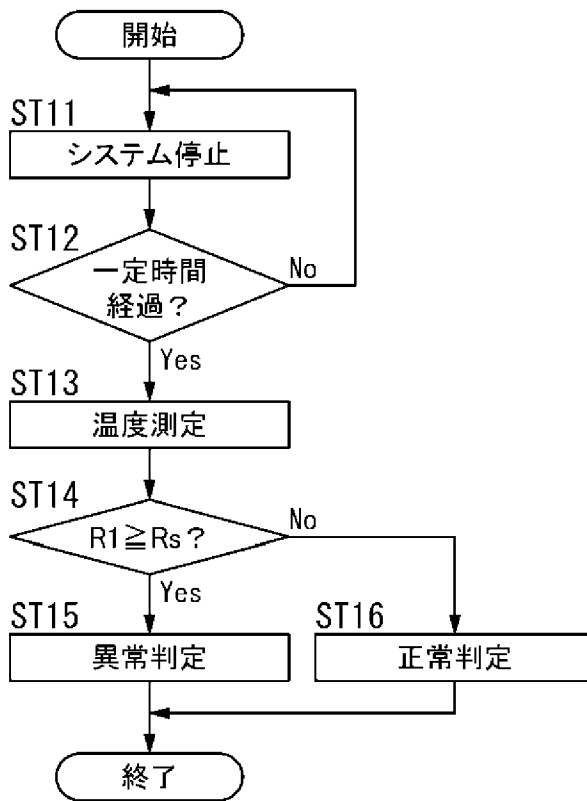 開始
ST11
システム停止
ST12
一定時間
経過？
No
Yes
ST13
温度測定
ST14
R1≧Rs？
No
Yes
ST15
異常判定
ST16
正常判定
終了